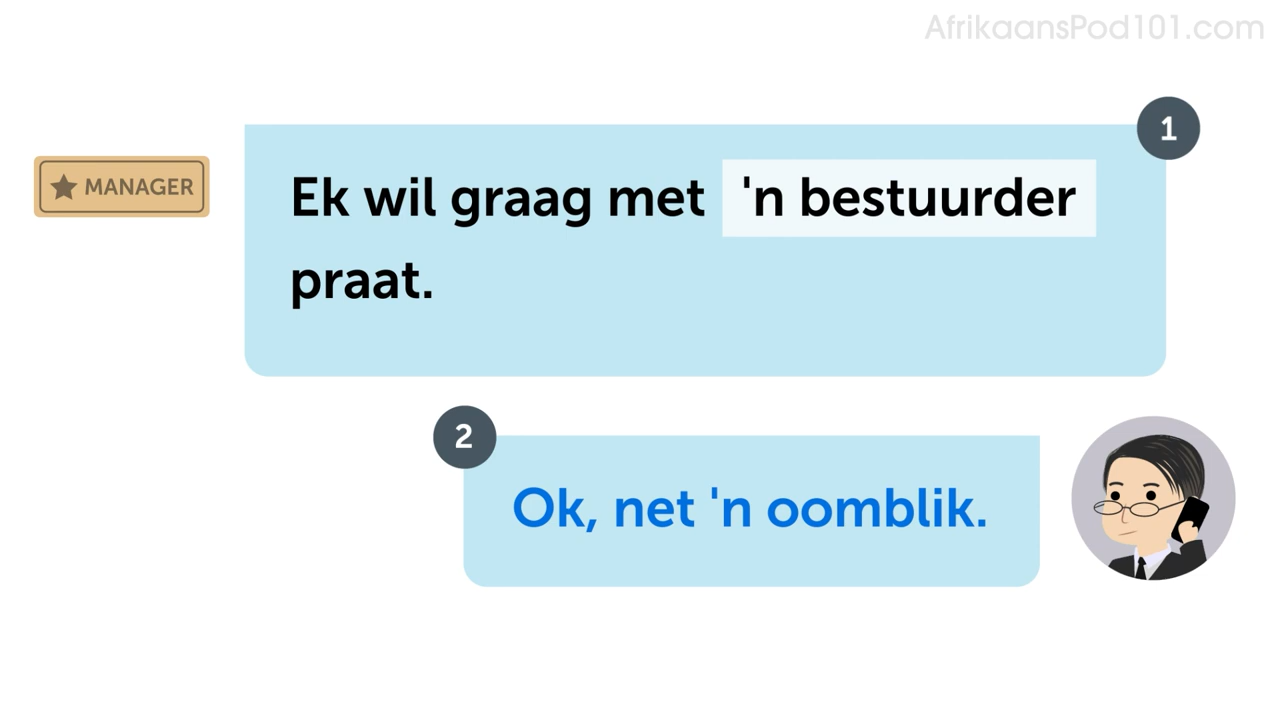 AfrikaansPod101.com
1
★ MANAGER
Ek wil graag met 'n bestuurder
praat.
2
Ok, net 'n oomblik.